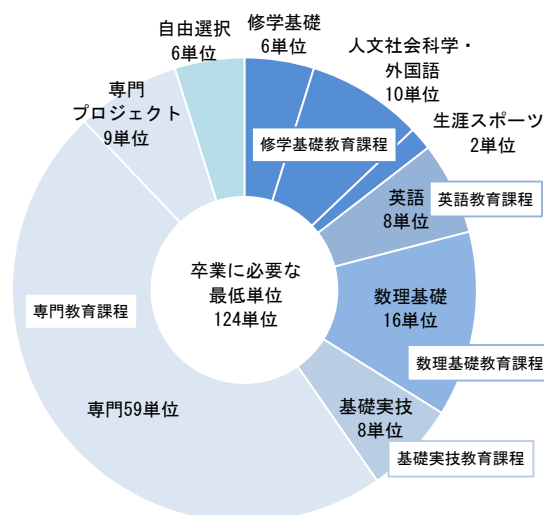 自由選択
6単位
修学基礎
6単位
人文社会科学・
外国語
10単位
生涯スポーツ
2単位
専門
プロジェクト
9単位
修学基礎教育課程
英語
8単位
英語教育課程
卒業に必要な
最低単位
124単位
数理基礎
16単位
数理基礎教育課程
専門教育課程
専門59単位
基礎実技
8単位
基礎実技教育課程